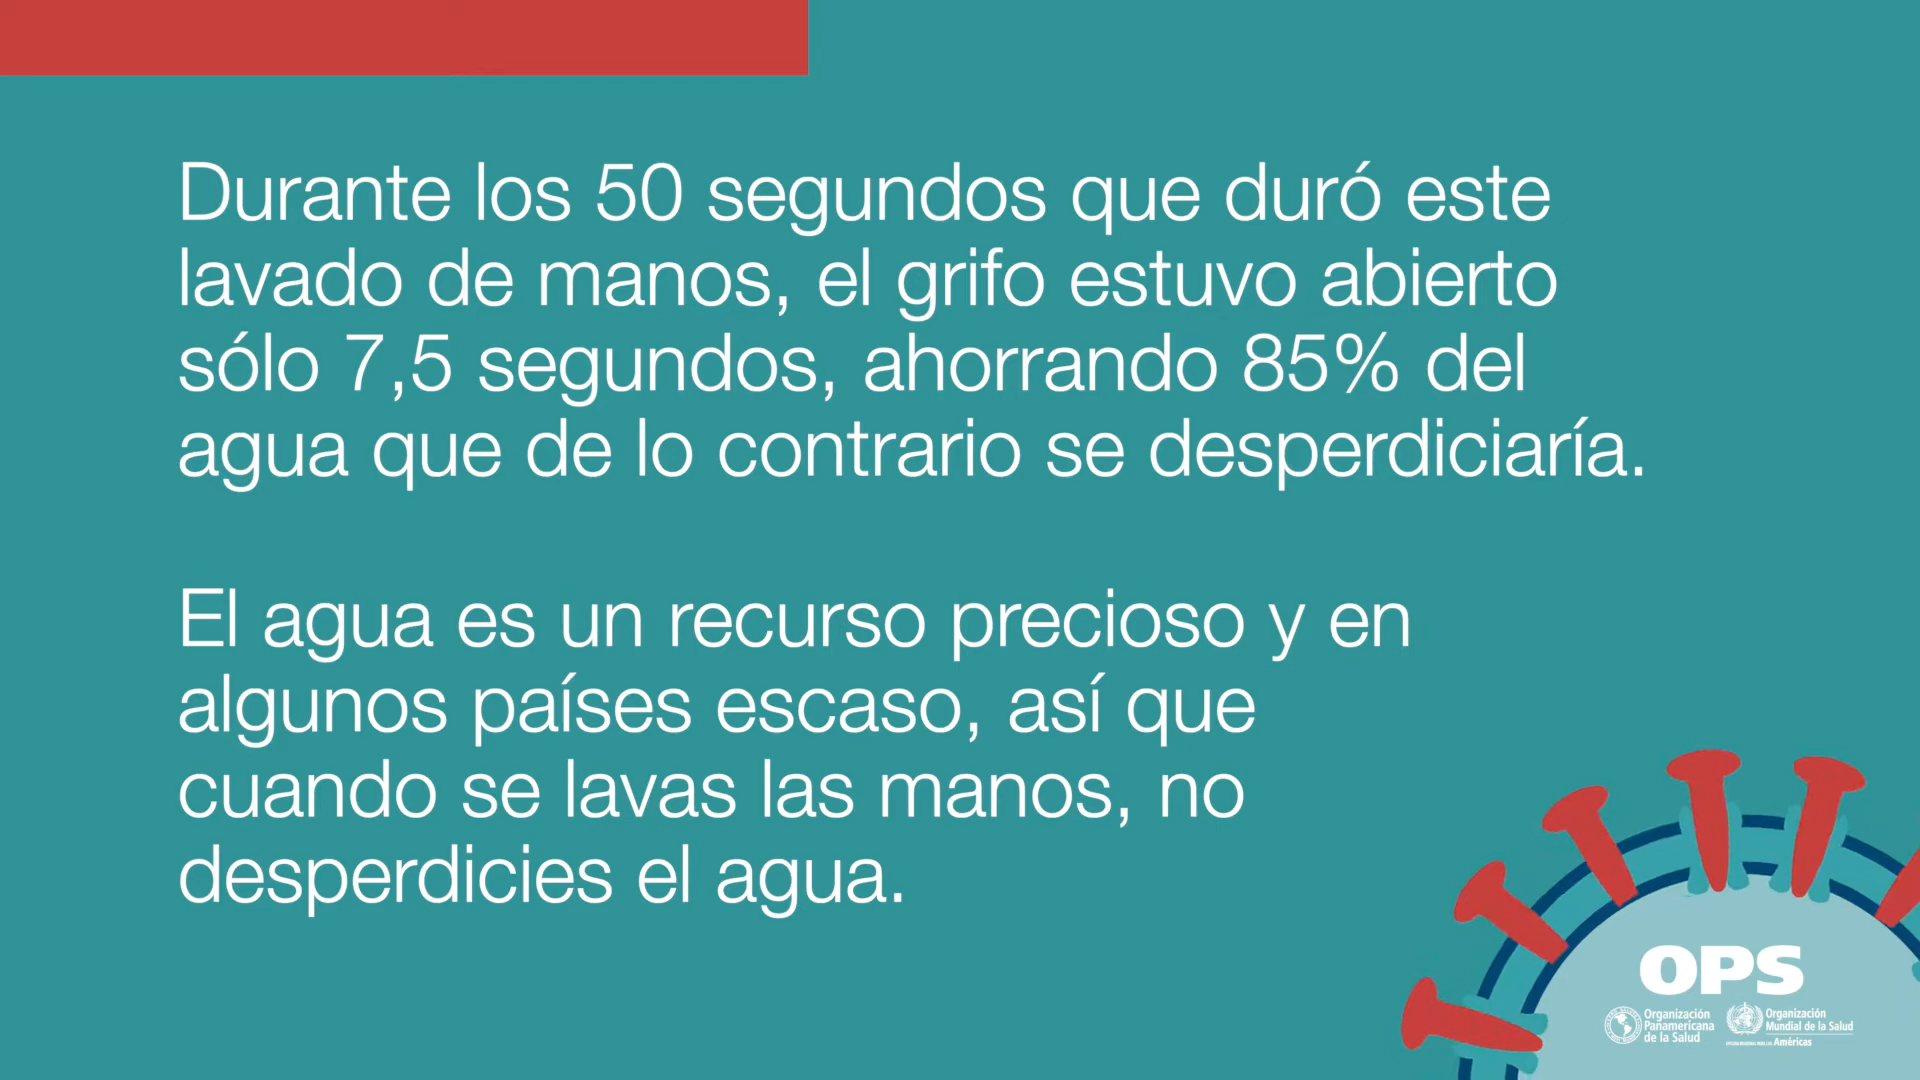 Durante los 50 segundos que duró este
lavado de manos, el grifo estuvo abierto
sólo 7,5 segundos, ahorrando 85% del
agua que de lo contrario se desperdiciaría.
El agua es un recurso precioso y en
algunos países escaso, así que
cuando se lavas las manos, no
desperdicies el agua.
OPS
Organización
Panamericana
de la Salud
Organización
Mundial de la Salud
Américas